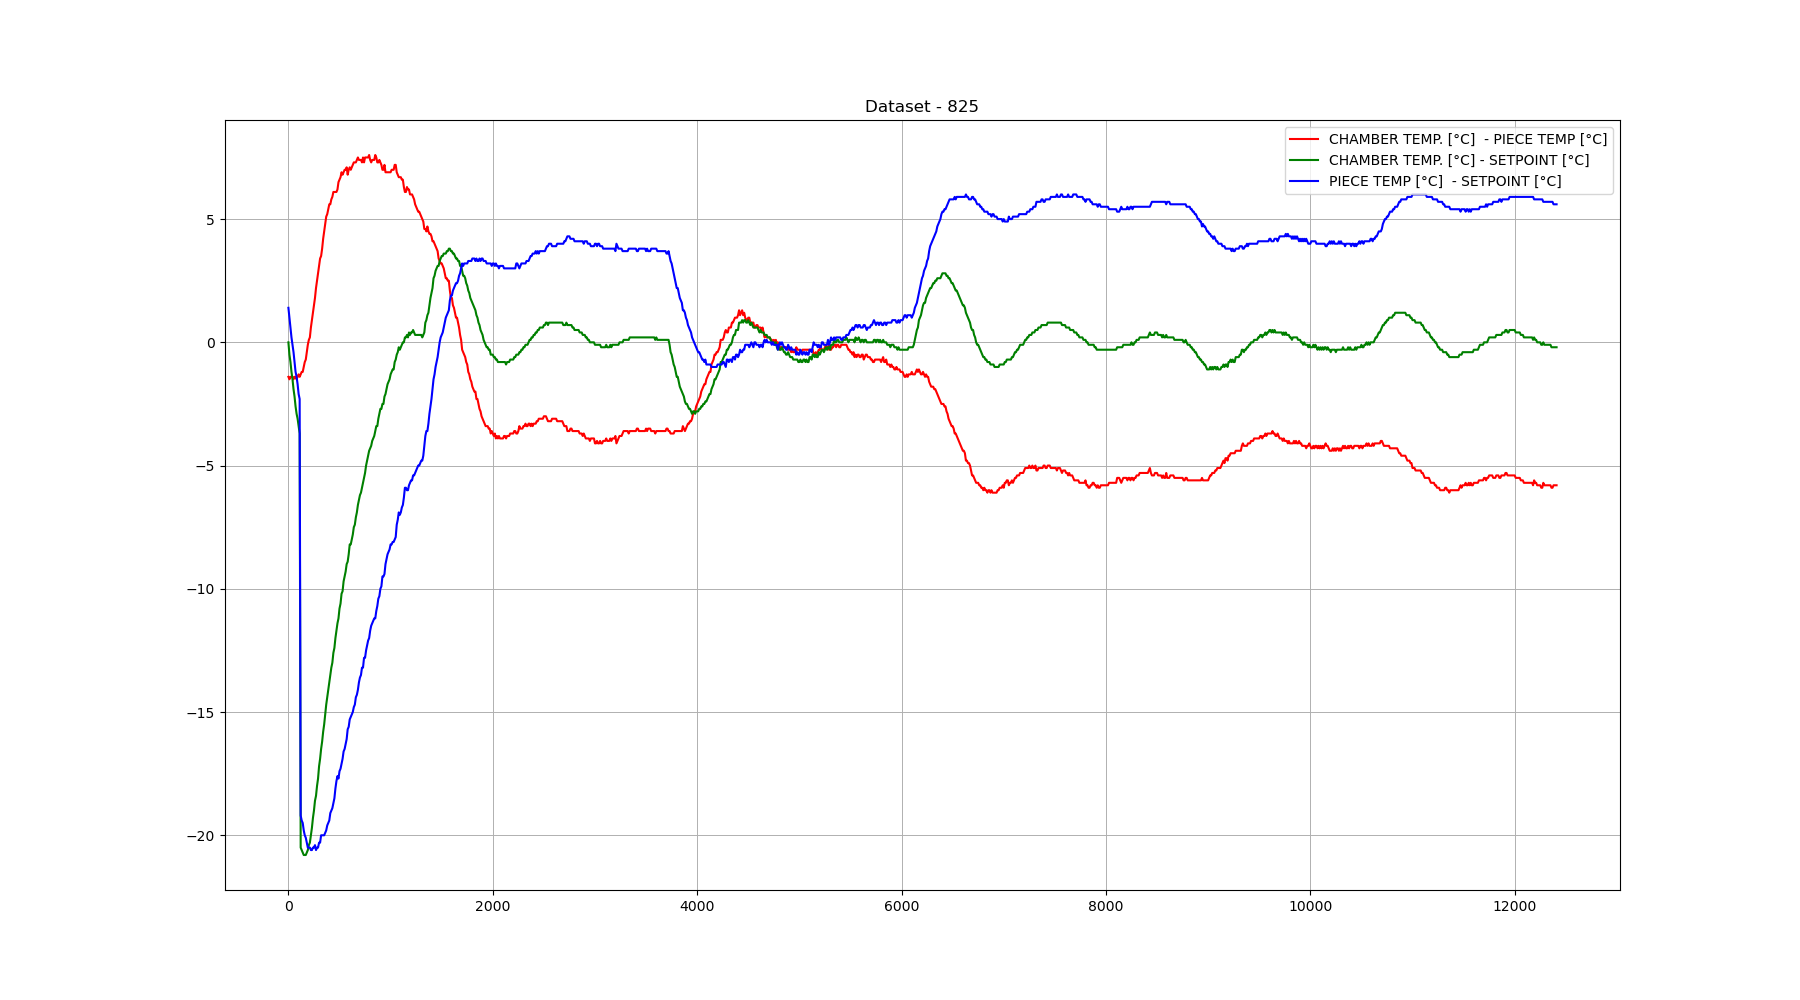 Dataset - 825
CHAMBER TEMP. [°C]  - PIECE TEMP [°C]
CHAMBER TEMP. [°C] - SETPOINT [°C]
PIECE TEMP [°C]  - SETPOINT [°C]
5
0
−5
−10
−15
−20
0 2000 4000 6000 8000 10000 12000